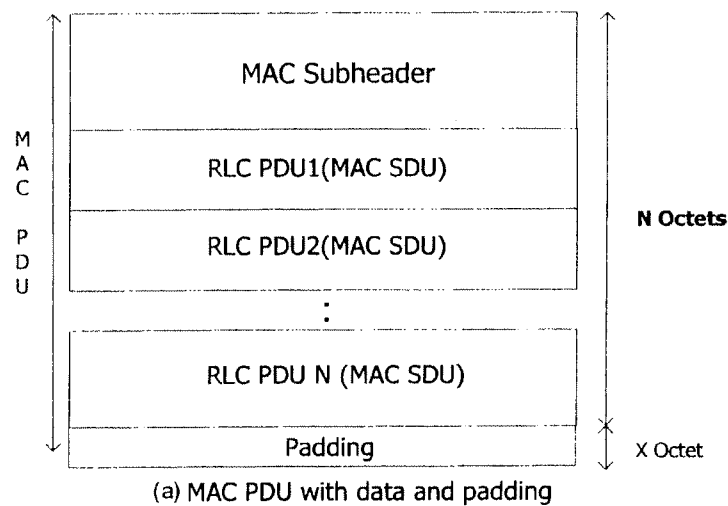 MAC Subheader
M
A
C
P
D
U
RLC PDU1(MAC SDU)
RLC PDU2(MAC SDU)
:
RLC PDU N (MAC SDU)
Padding
N Octets
X Octet
(a) MAC PDU with data and padding